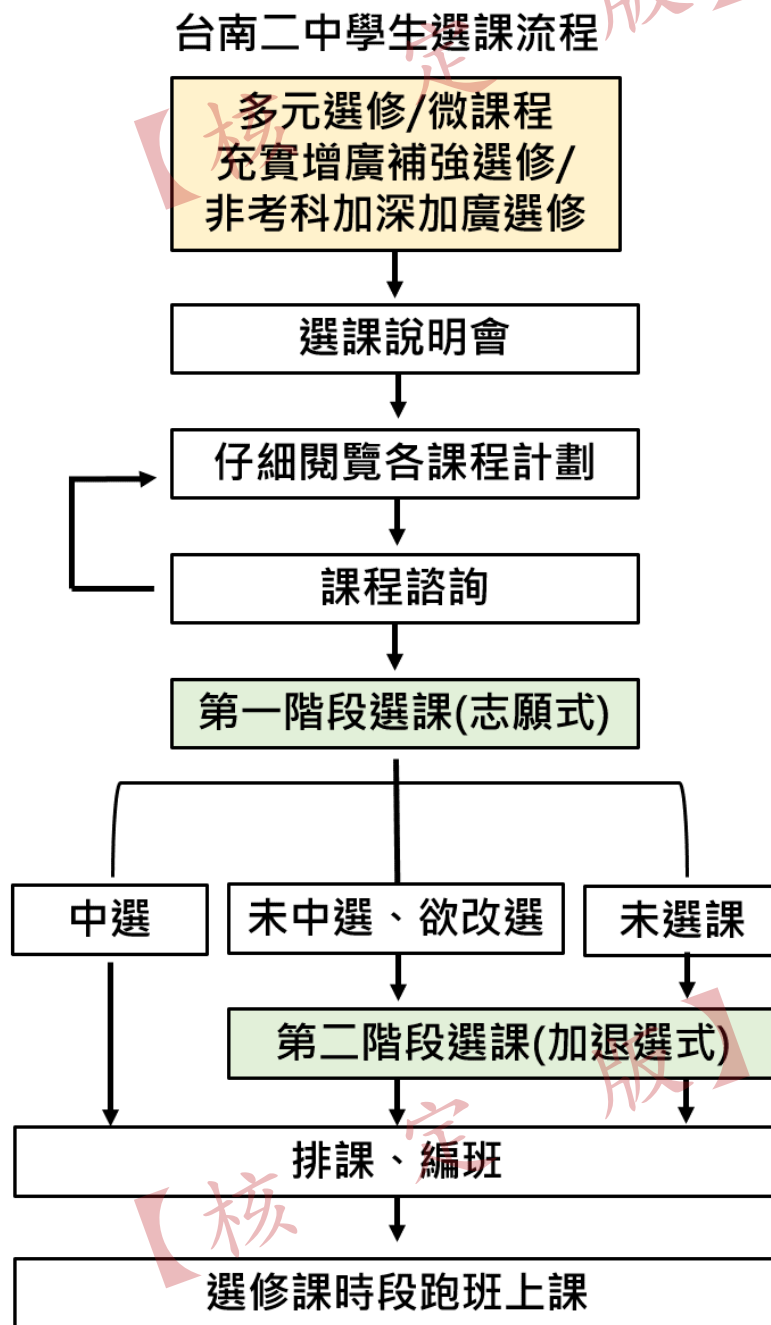 台南二中學生選課流程
多元選修/微課程
充實增廣補強選修/
非考科加深加廣選修
選課說明會
仔細閱覽各課程計劃
課程諮詢
第一階段選課(志願式)
中選
未中選、欲改選
未選課
第二階段選課(加退選式)
排課、編班
選修課時段跑班上課
【核定版】
【核定版】